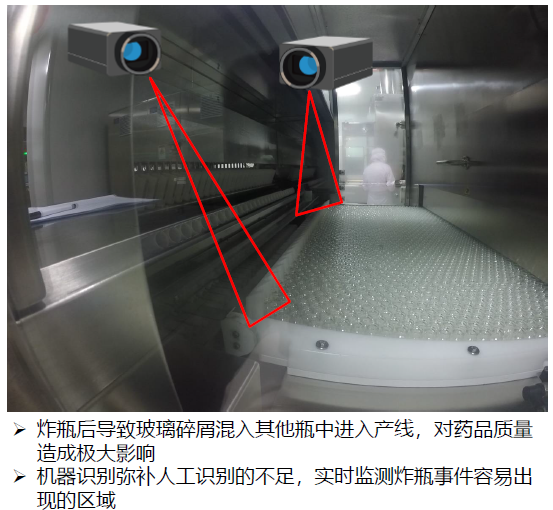 ➢ 炸瓶后导致玻璃碎屑混入其他瓶中进入产线，对药品质量
造成极大影响
➢ 机器识别弥补人工识别的不足，实时监测炸瓶事件容易出
现的区域